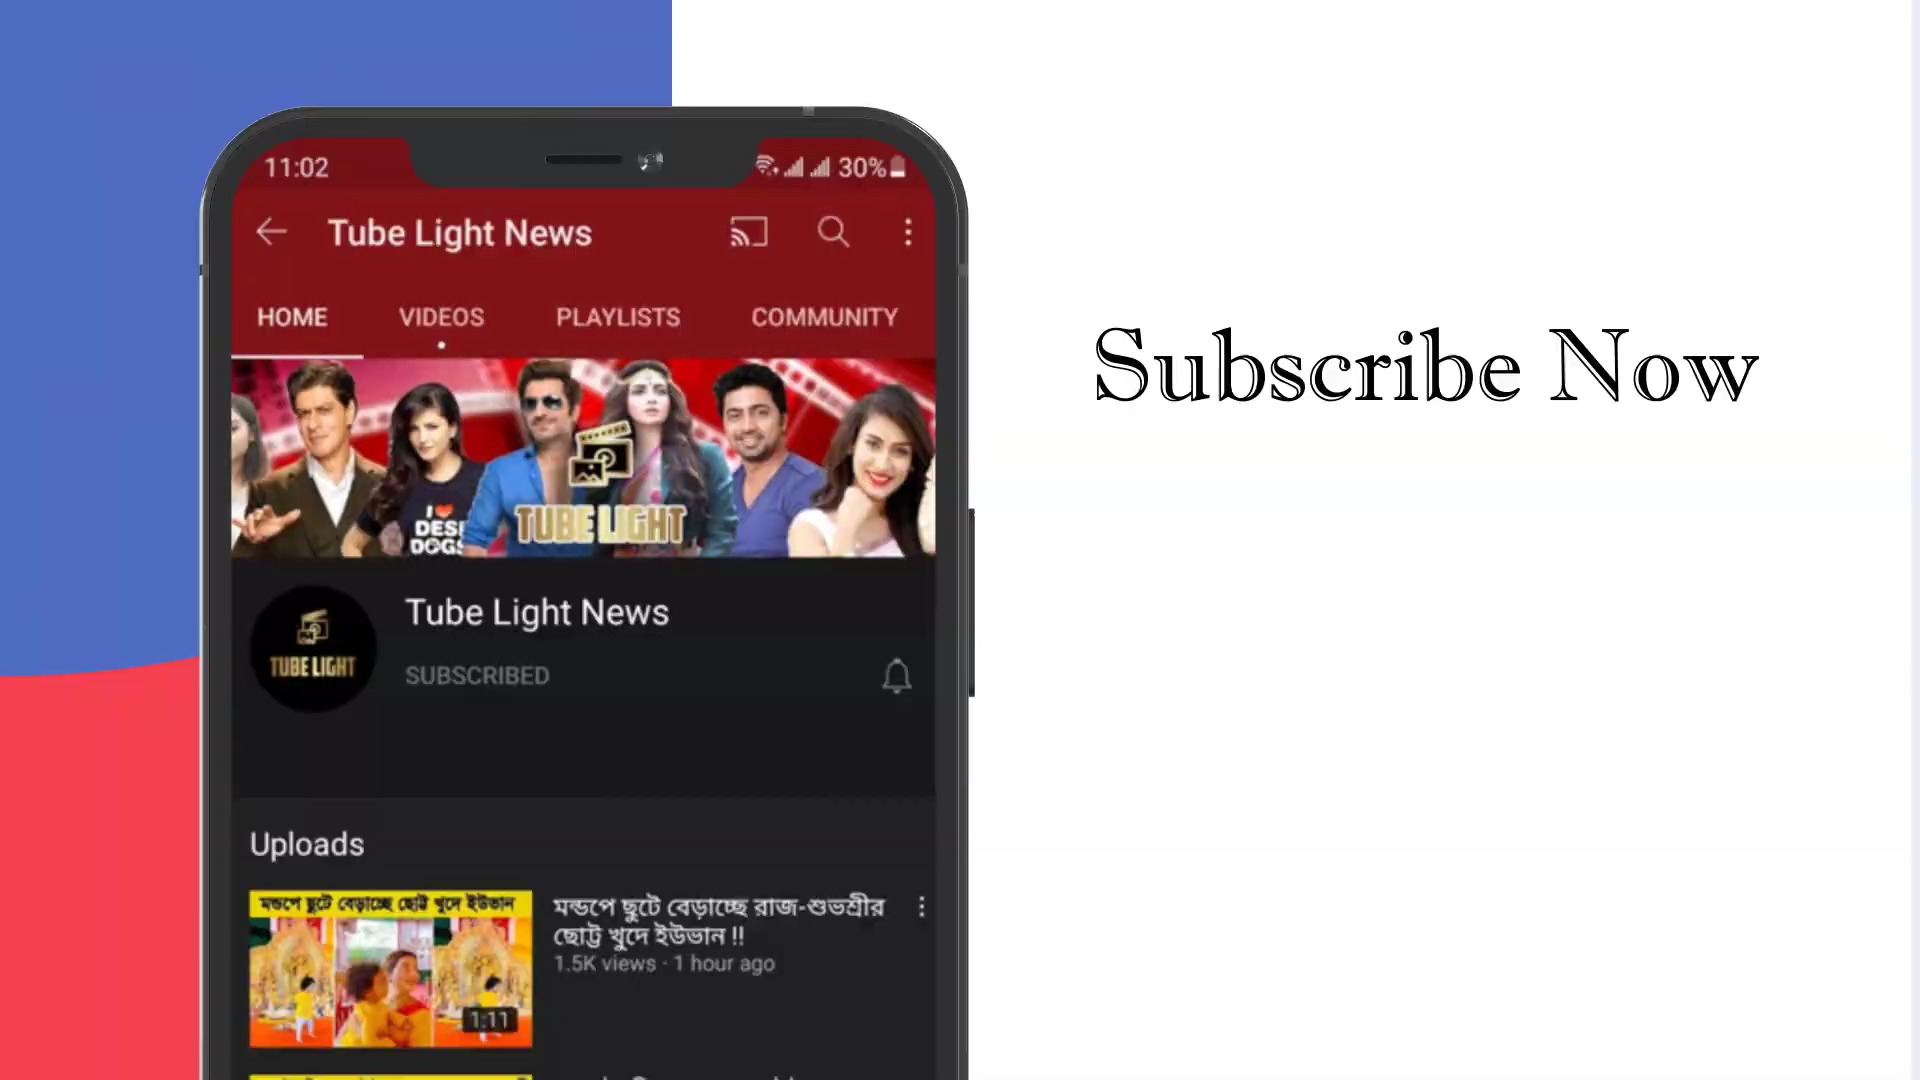 11:02
30%
Tube Light News
HOME VIDEOS PLAYLISTS COMMUNITY
I
DESI
DOGS
TUBE LIGHT
Tube Light News
TUBE LIGHT
SUBSCRIBED
Uploads
মন্ডপে ছুটে বেড়াচ্ছে ছোট্ট খুদে ইউভান
মন্ডপে ছুটে বেড়াচ্ছে রাজ-শুভশ্রীর
ছোট্ট খুদে ইউভান !!
1.5K views · 1 hour ago
1:11
Subscribe Now